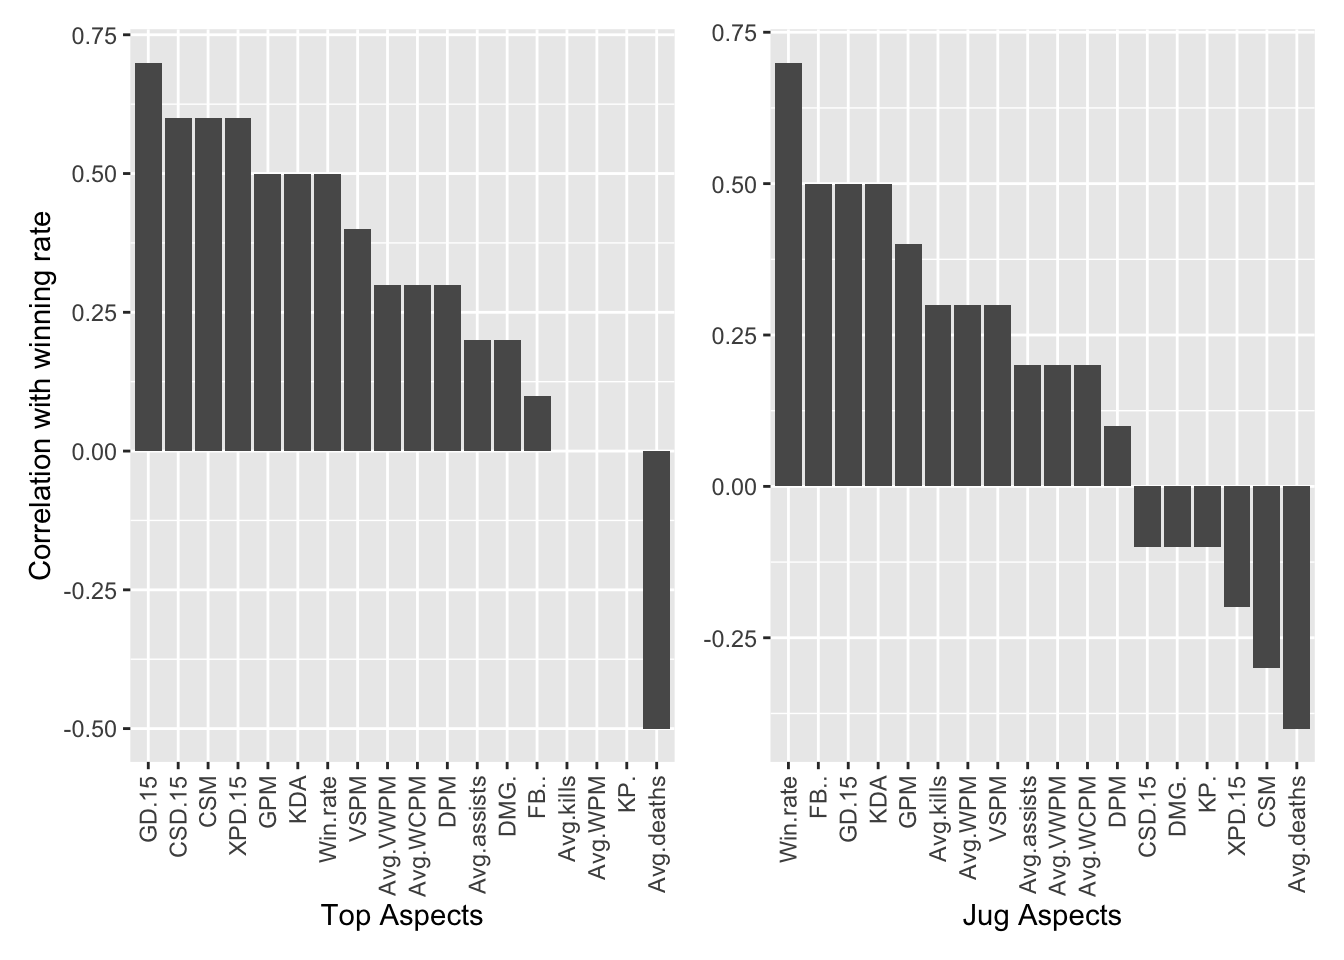 Correlation with winning rate
0.75
0.50
0.25
0.00
-0.25
-0.50
GD.15
CSD.15
CSM
XPD.15
GPM
KDA
Win.rate
VSPM
Avg.VWPM
Avg.WCPM
DPM
Avg.assists
DMG.
FB..
Avg.kills
Avg.WPM
KP.
Avg.deaths
Top Aspects
0.75
0.50
0.25
0.00
-0.25
Win.rate
FB..
GD.15
KDA
GPM
Avg.kills
Avg.WPM
VSPM
Avg.assists
Avg.VWPM
Avg.WCPM
DPM
CSD.15
DMG.
KP.
XPD.15
CSM
Avg.deaths
Jug Aspects